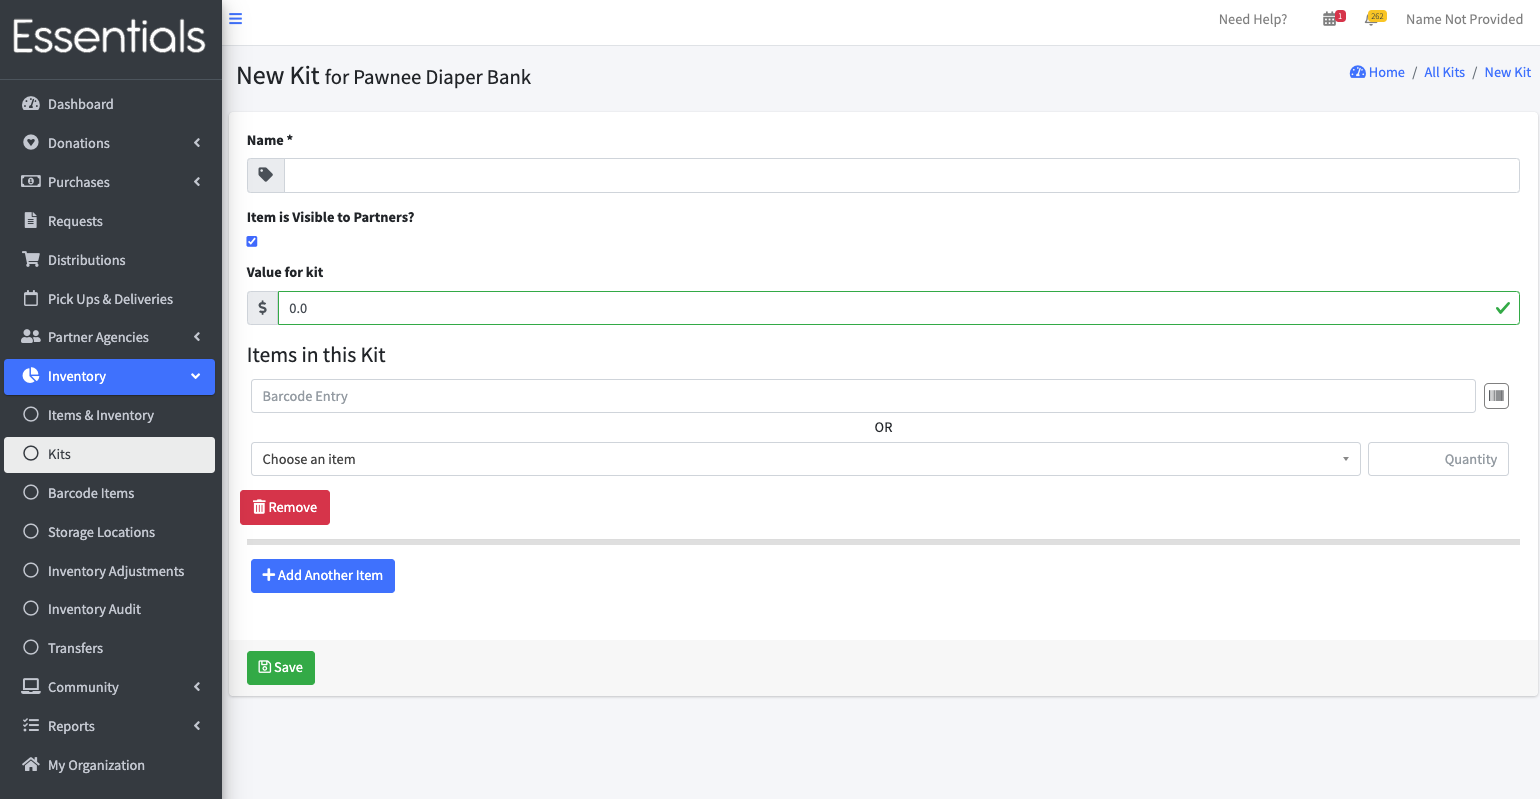 Essentials
Need Help?
1
262
Name Not Provided
New Kit for Pawnee Diaper Bank
Home / All Kits / New Kit
Dashboard
Donations
Purchases
Requests
Distributions
Pick Ups & Deliveries
Partner Agencies
Inventory
Items & Inventory
Kits
Barcode Items
Storage Locations
Inventory Adjustments
Inventory Audit
Transfers
Community
Reports
My Organization
Name *
Item is Visible to Partners?
Value for kit
$ 0.0
Items in this Kit
Barcode Entry
OR
Choose an item
Quantity
Remove
Add Another Item
Save